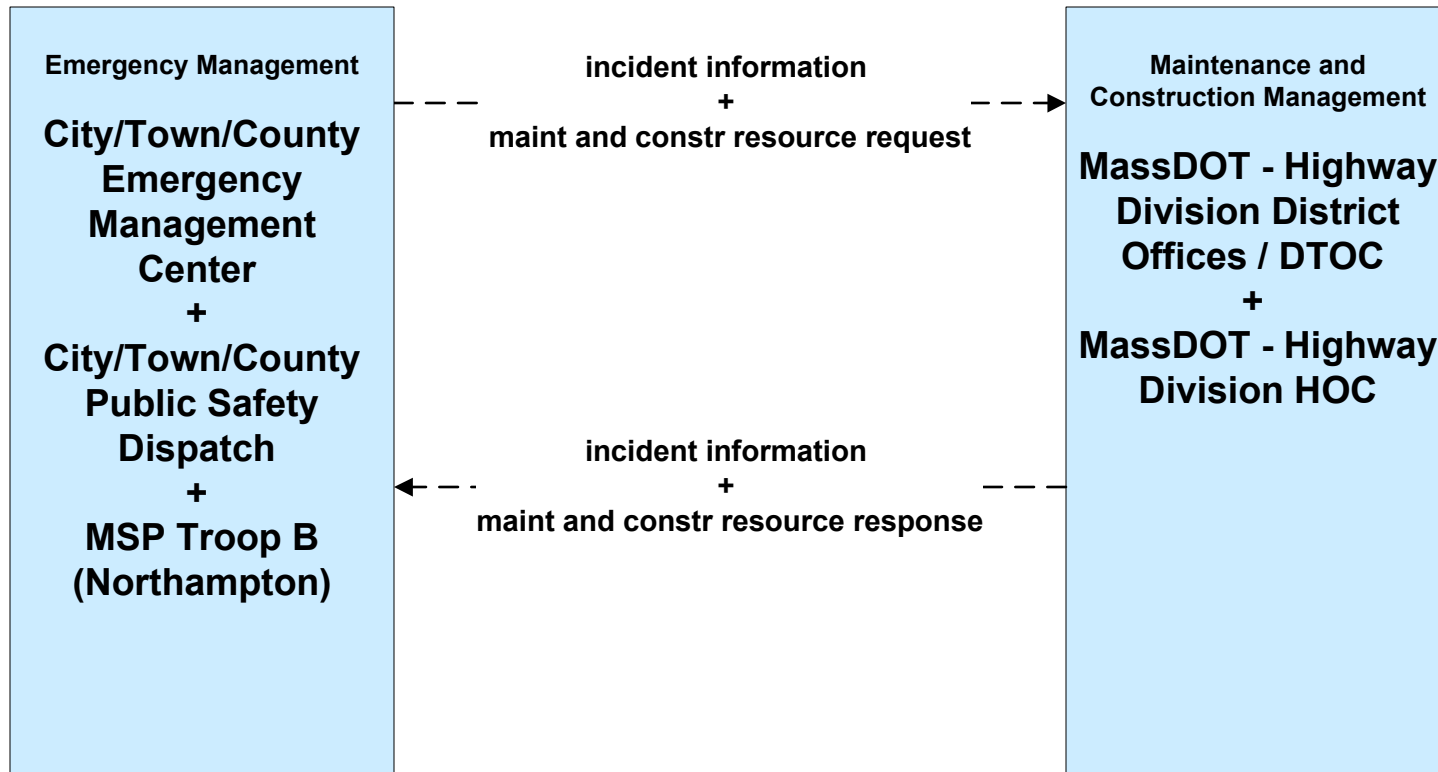 Emergency Management
City/Town/County
Emergency
Management
Center
+
City/Town/County
Public Safety
Dispatch
+
MSP Troop B
(Northampton)
incident information
+
maint and constr resource request
incident information
+
maint and constr resource response
Maintenance and
Construction Management
MassDOT - Highway
Division District
Offices / DTOC
+
MassDOT - Highway
Division HOC